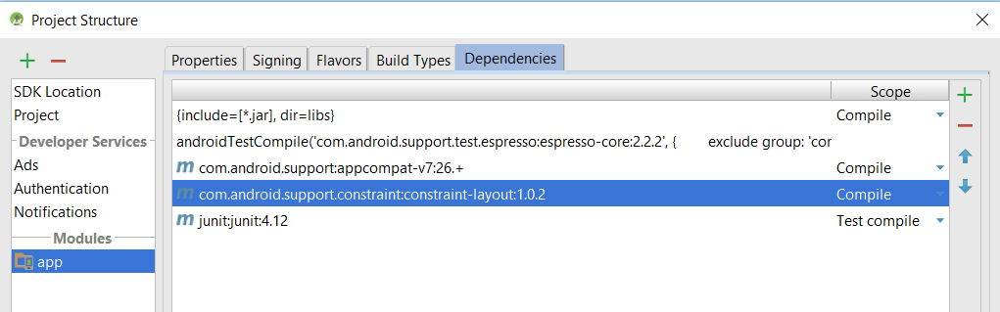 Project Structure
Properties Signing Flavors Build Types Dependencies
SDK Location
Project
Developer Services
Ads
Authentication
Notifications
Modules
app
Scope
{include=[*.jar], dir=libs} Compile
androidTestCompile('com.android.support.test.espresso:espresso-core:2.2.2', { exclude group: 'cor
m com.android.support:appcompat-v7:26.+ Compile
m com.android.support.constraint:constraint-layout:1.0.2 Compile
m junit:junit:4.12 Test compile